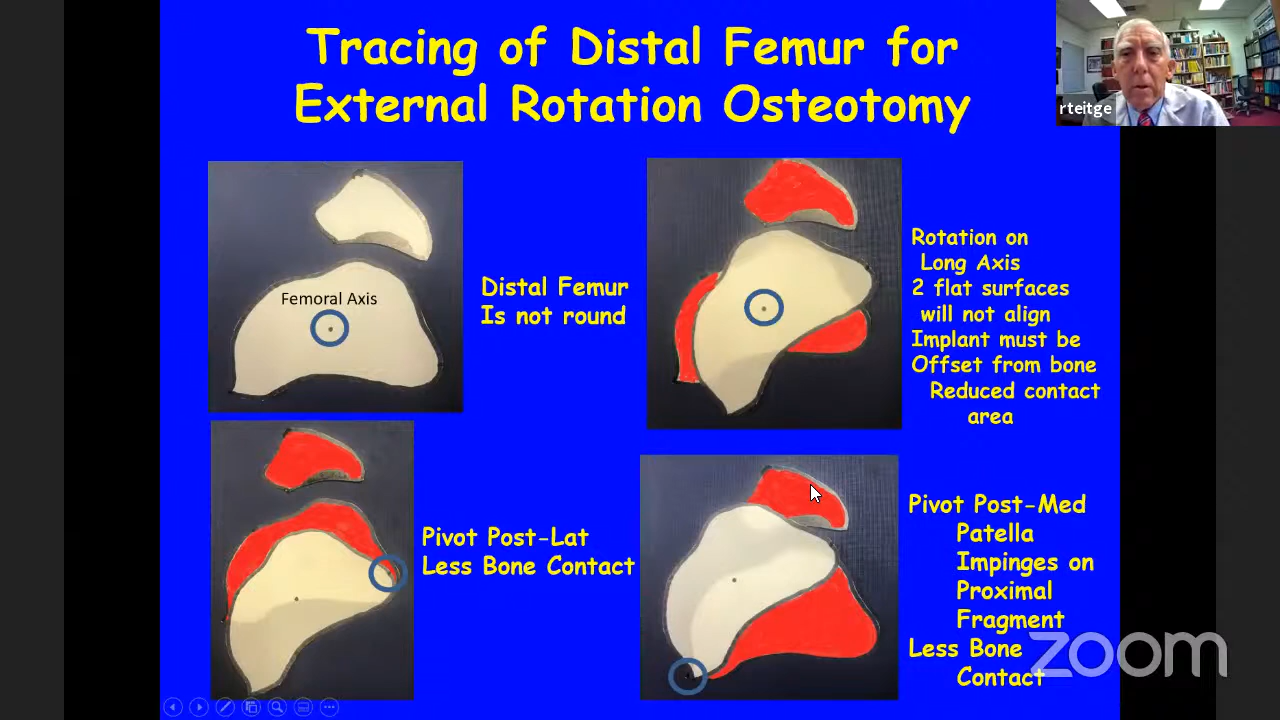 Tracing of Distal Femur for
External Rotation Osteotomy
rteitge
Femoral Axis
Distal Femur
Is not round
Rotation on
Long Axis
2 flat surfaces
will not align
Implant must be
Offset from bone
Reduced contact
area
Pivot Post-Lat
Less Bone Contact
Pivot Post-Med
Patella
Impinges on
Proximal
Fragment
Less Bone
Contact
zoom